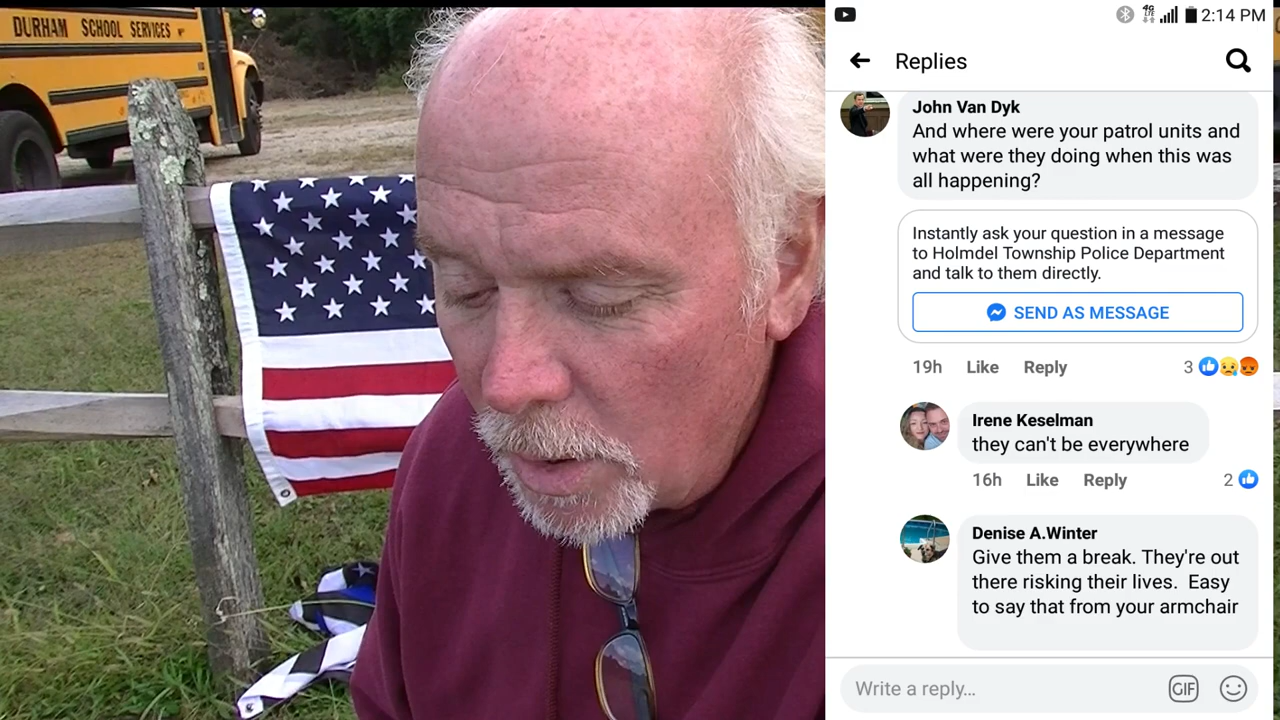 DURHAM SCHOOL SERVICES
2:14 PM
Replies
John Van Dyk
And where were your patrol units and
what were they doing when this was
all happening?
Instantly ask your question in a message
to Holmdel Township Police Department
and talk to them directly.
SEND AS MESSAGE
19h Like Reply 3
Irene Keselman
they can't be everywhere
16h Like Reply 2
Denise A.Winter
Give them a break. They're out
there risking their lives. Easy
to say that from your armchair
Write a reply...
GIF